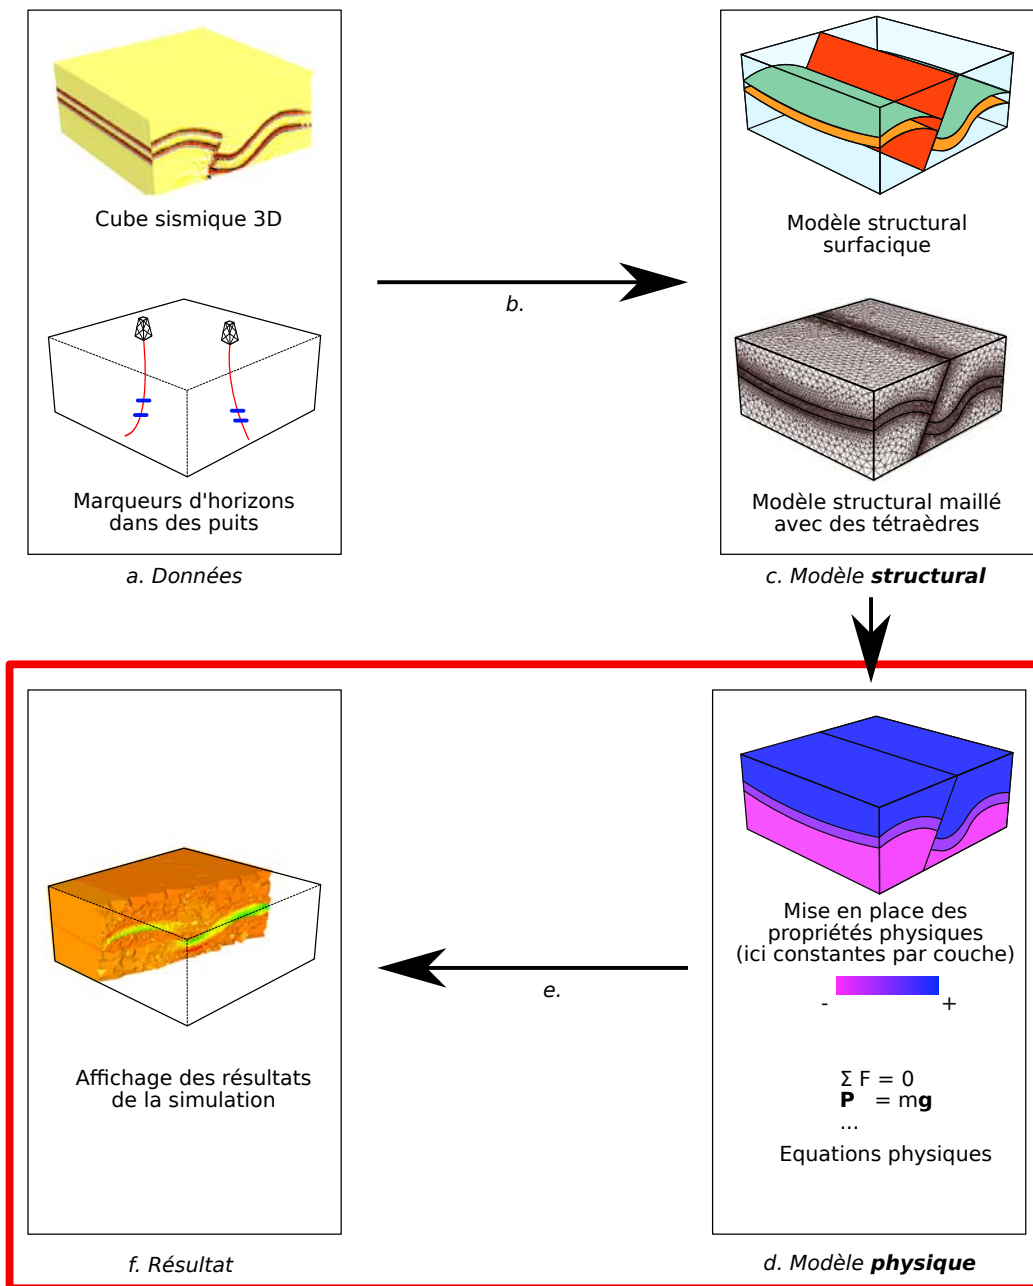 Cube sismique 3D
Marqueurs d'horizons
dans des puits
a. Données
b.
Modèle structural
surfacique
Modèle structural maillé
avec des tétraèdres
c. Modèle structural
Mise en place des
propriétés physiques
(ici constantes par couche)
- +
Σ F = 0
P = mg
...
Equations physiques
d. Modèle physique
e.
Affichage des résultats
de la simulation
f. Résultat